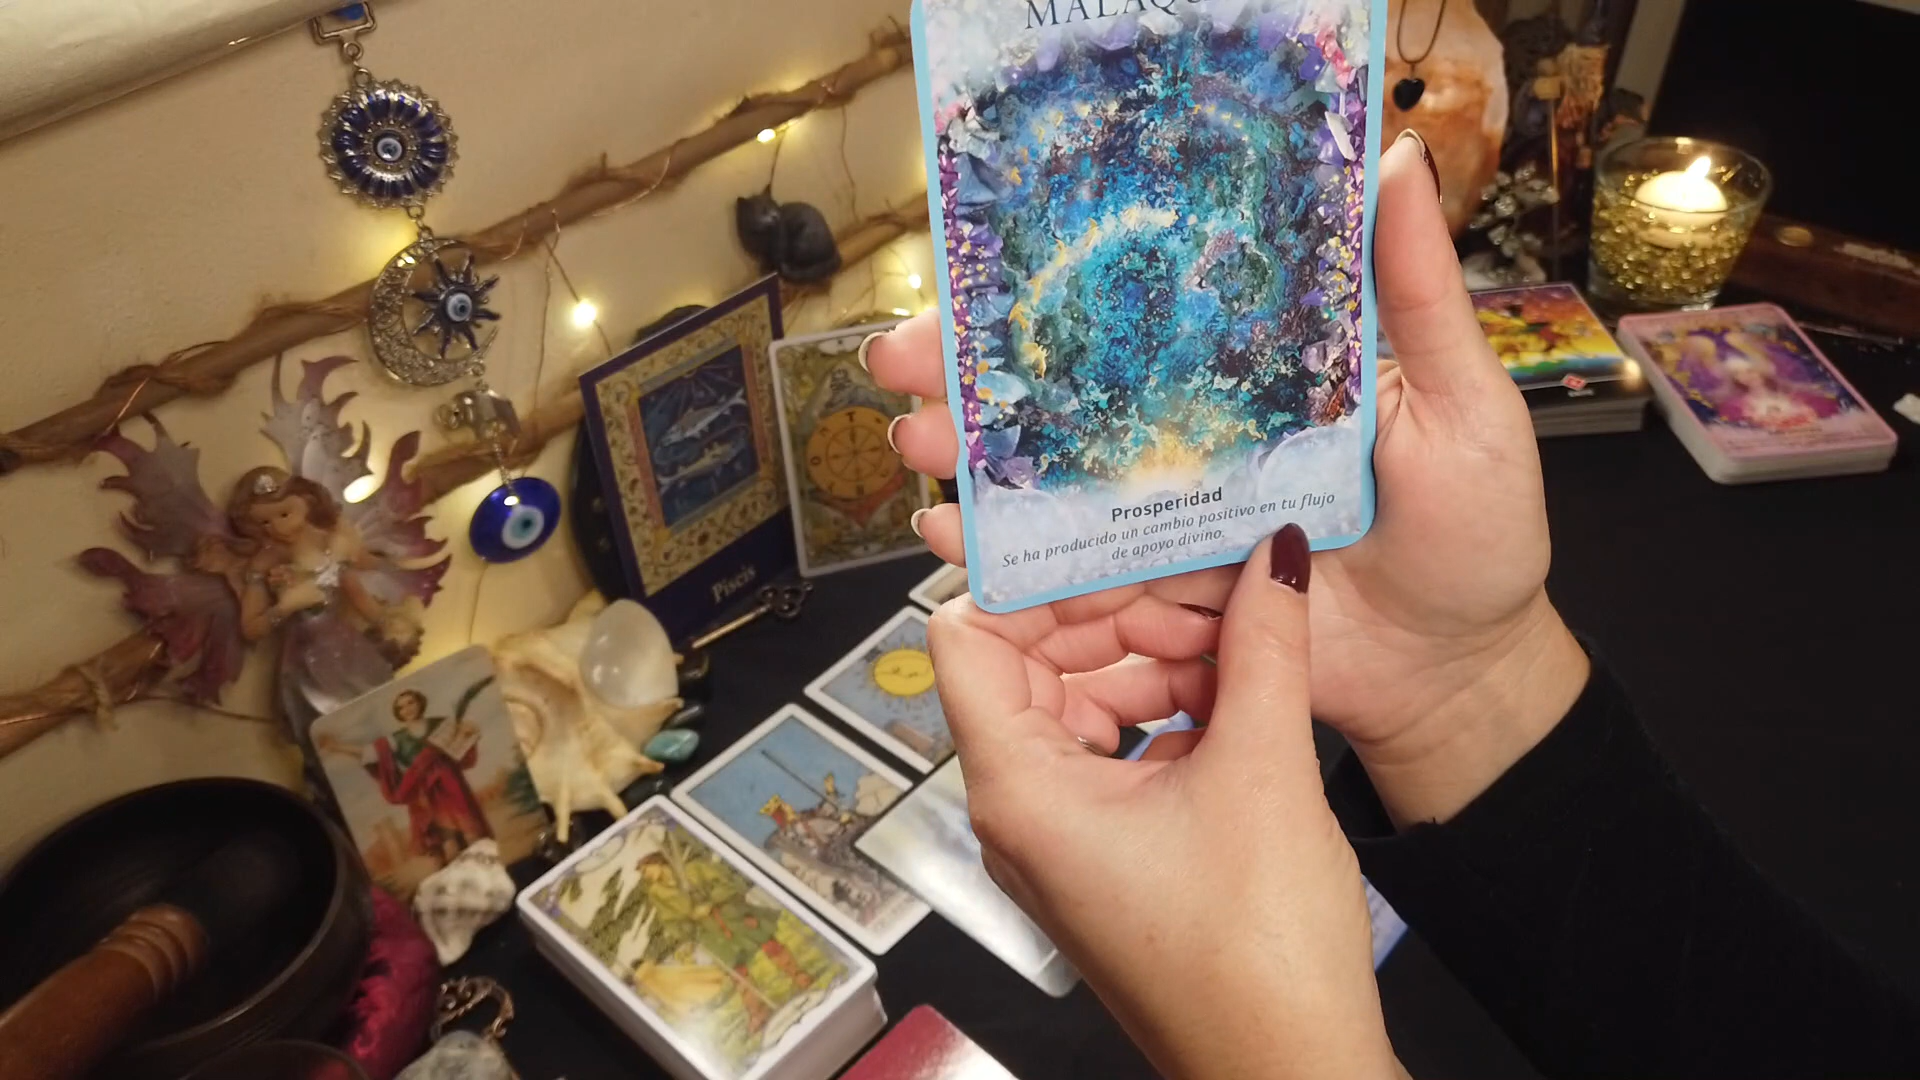 Prosperidad
Se ha producido un cambio positivo en tu flujo
de apoyo divino.
Piscis